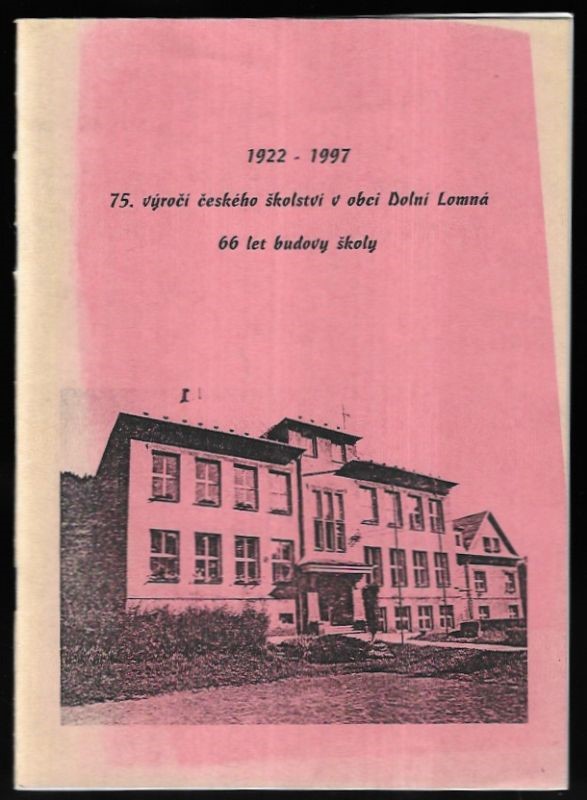 1922 - 1997
75. výročí českého školství v obci Dolní Lomná
66 let budovy školy